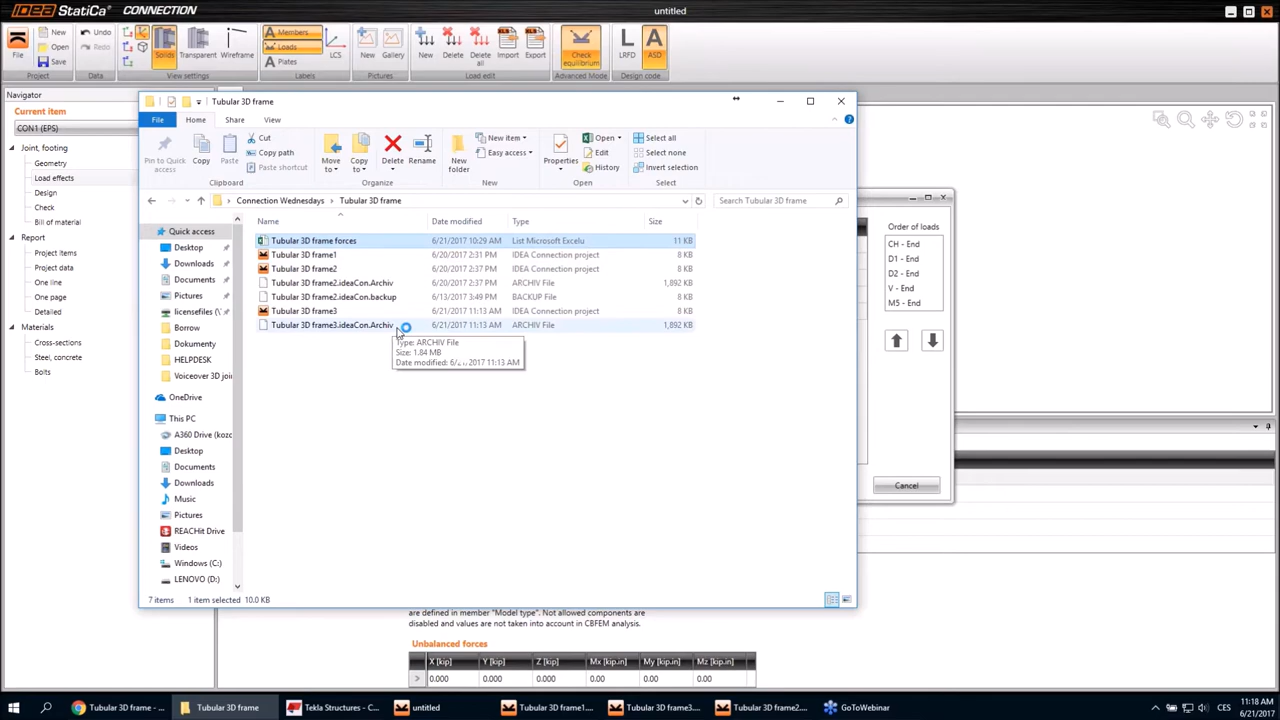 IDEA StatiCa® CONNECTION
untitled
File
New
Open
Save
Project
Undo
Redo
Data
Solids
Transparent
Wireframe
View settings
Members
Loads
Plates
LCS
Labels
New
Gallery
Pictures
New
Delete
Delete all
Import
Export
Load edit
Check equilibrium
Advanced Mode
LRFD
ASD
Design code
Navigator
Current item
CON1 (EPS)
Joint, footing
Geometry
Load effects
Design
Check
Bill of material
Report
Project items
Project data
One line
One page
Detailed
Materials
Cross-sections
Steel, concrete
Bolts
Tubular 3D frame
File
Home
Share
View
Pin to Quick access
Copy
Paste
Cut
Copy path
Paste shortcut
Clipboard
Move to
Copy to
Delete
Rename
Organize
New folder
New item
Easy access
New
Properties
Open
Edit
History
Open
Select all
Select none
Invert selection
Select
Connection Wednesdays › Tubular 3D frame
Search Tubular 3D frame
Quick access
Desktop
Downloads
Documents
Pictures
licensefiles (\\
Borrow
Dokumenty
HELPDESK
Voiceover 3D join
OneDrive
This PC
A360 Drive (kozo
Desktop
Documents
Downloads
Music
Pictures
REACHit Drive
Videos
Windows (C:)
LENOVO (D:)
Name Date modified Type Size
Tubular 3D frame forces 6/21/2017 10:29 AM List Microsoft Excelu 11 KB
Tubular 3D frame1 6/20/2017 2:31 PM IDEA Connection project 8 KB
Tubular 3D frame2 6/20/2017 2:37 PM IDEA Connection project 8 KB
Tubular 3D frame2.ideaCon.Archiv 6/20/2017 2:37 PM ARCHIV File 1,892 KB
Tubular 3D frame2.ideaCon.backup 6/13/2017 3:49 PM BACKUP File 8 KB
Tubular 3D frame3 6/21/2017 11:13 AM IDEA Connection project 8 KB
Tubular 3D frame3.ideaCon.Archiv 6/21/2017 11:13 AM ARCHIV File 1,892 KB
Type: ARCHIV File
Size: 1.84 MB
Date modified: 6/21/2017 11:13 AM
7 items 1 item selected 10.0 KB
Order of loads
CH - End
D1 - End
D2 - End
V - End
M5 - End
Cancel
are defined in member "Model type". Not allowed components are
disabled and values are not taken into account in CBFEM analysis.
Unbalanced forces
X [kip] Y [kip] Z [kip] Mx [kip.in] My [kip.in] Mz [kip.in]
> 0.000 0.000 0.000 0.00 0.00 0.00
Tubular 3D frame - ...
Tubular 3D frame
Tekla Structures - C...
untitled
Tubular 3D frame1....
Tubular 3D frame3....
Tubular 3D frame2....
GoToWebinar
CES
11:18 AM
6/21/2017